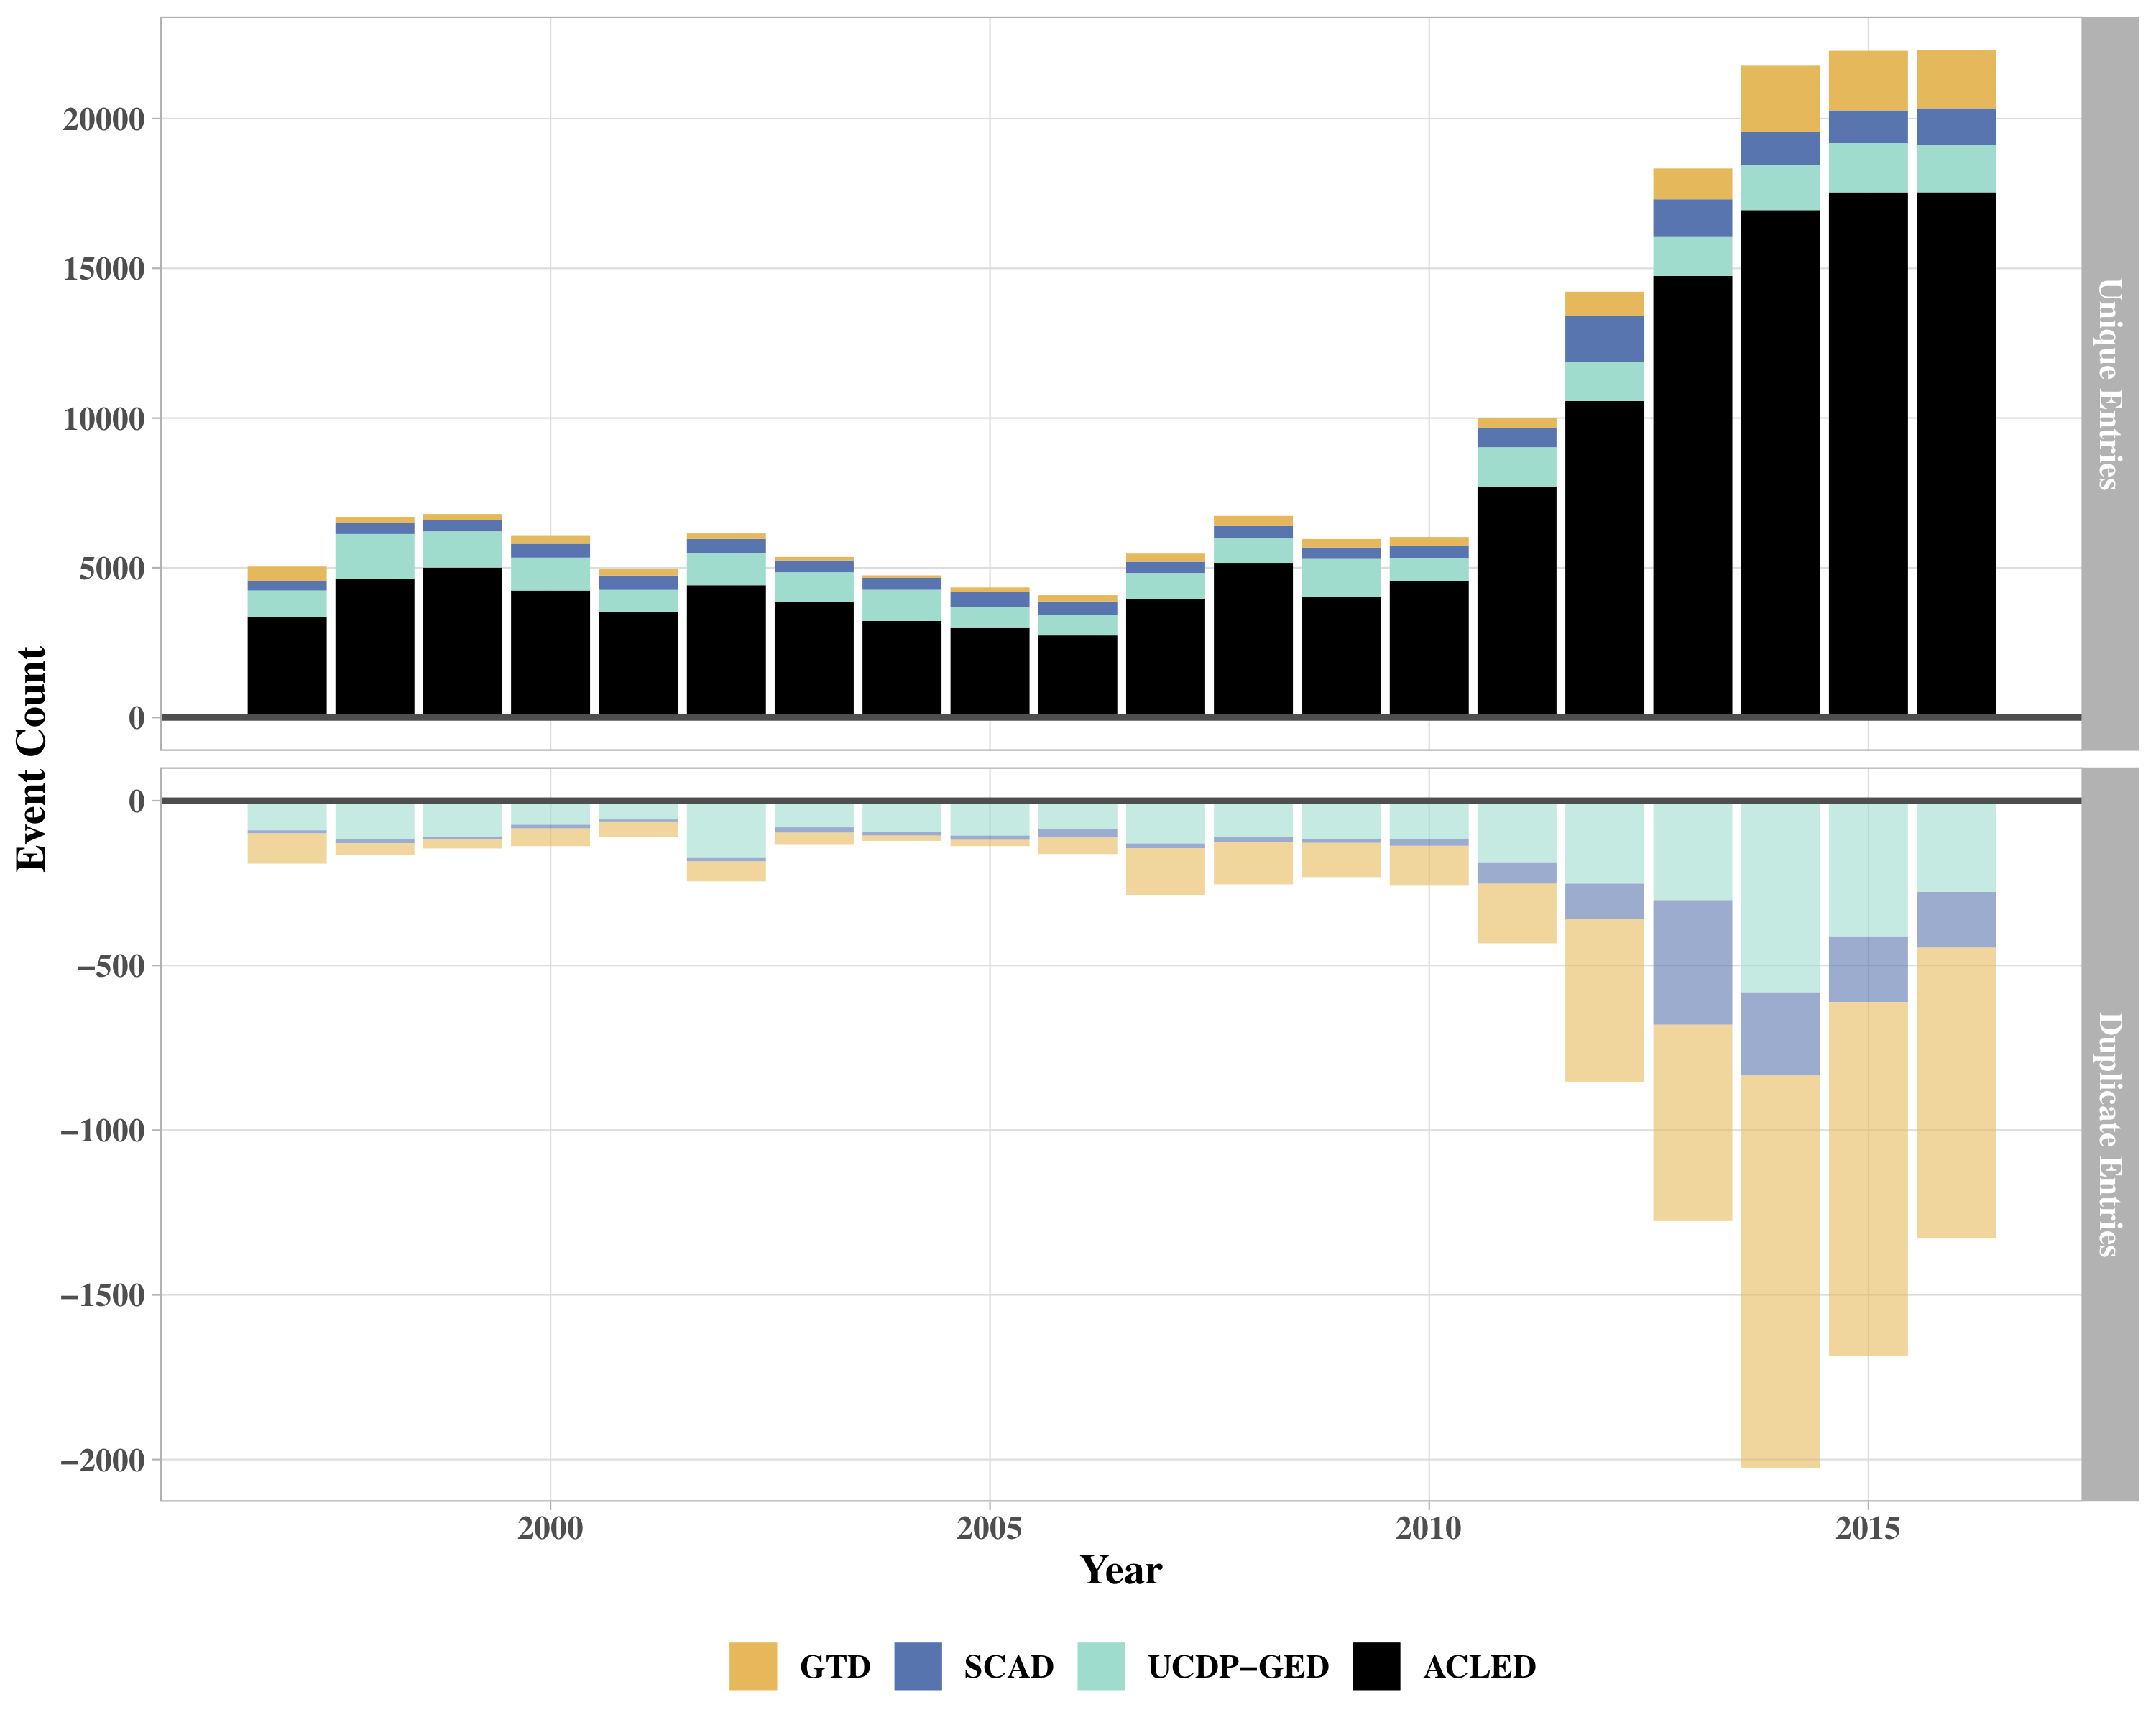 Event Count
20000
15000
10000
5000
0
Unique Entries
0
−500
−1000
−1500
−2000
Duplicate Entries
2000 2005 2010 2015
Year
GTD SCAD UCDP−GED ACLED